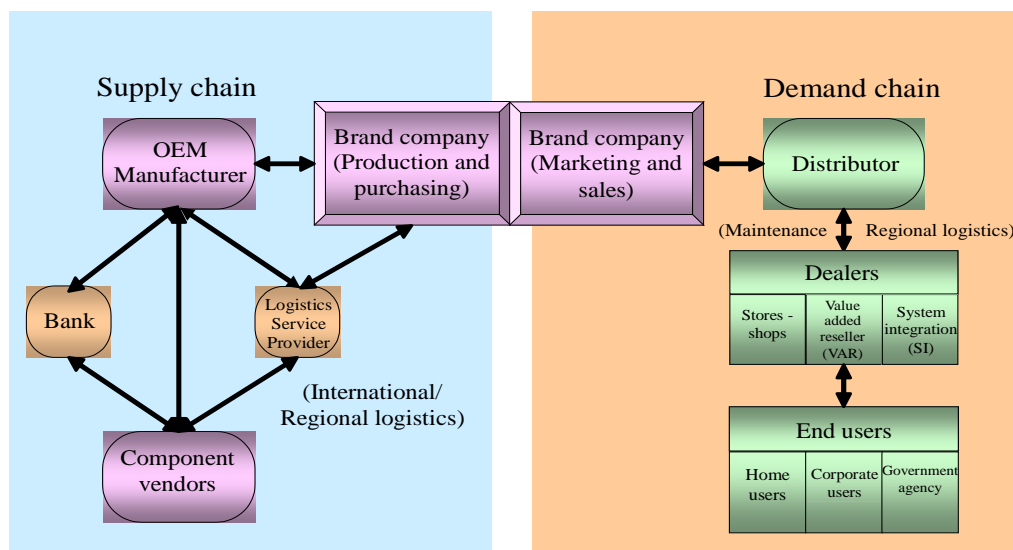 Supply chain
OEM
Manufacturer
Brand company
(Production and
purchasing)
Bank
Logistics
Service
Provider
(International/
Regional logistics)
Component
vendors
Demand chain
Brand company
(Marketing and
sales)
Distributor
(Maintenance Regional logistics)
Dealers
Stores -
shops
Value
added
reseller
(VAR)
System
integration
(SI)
End users
Home
users
Corporate
users
Government
agency